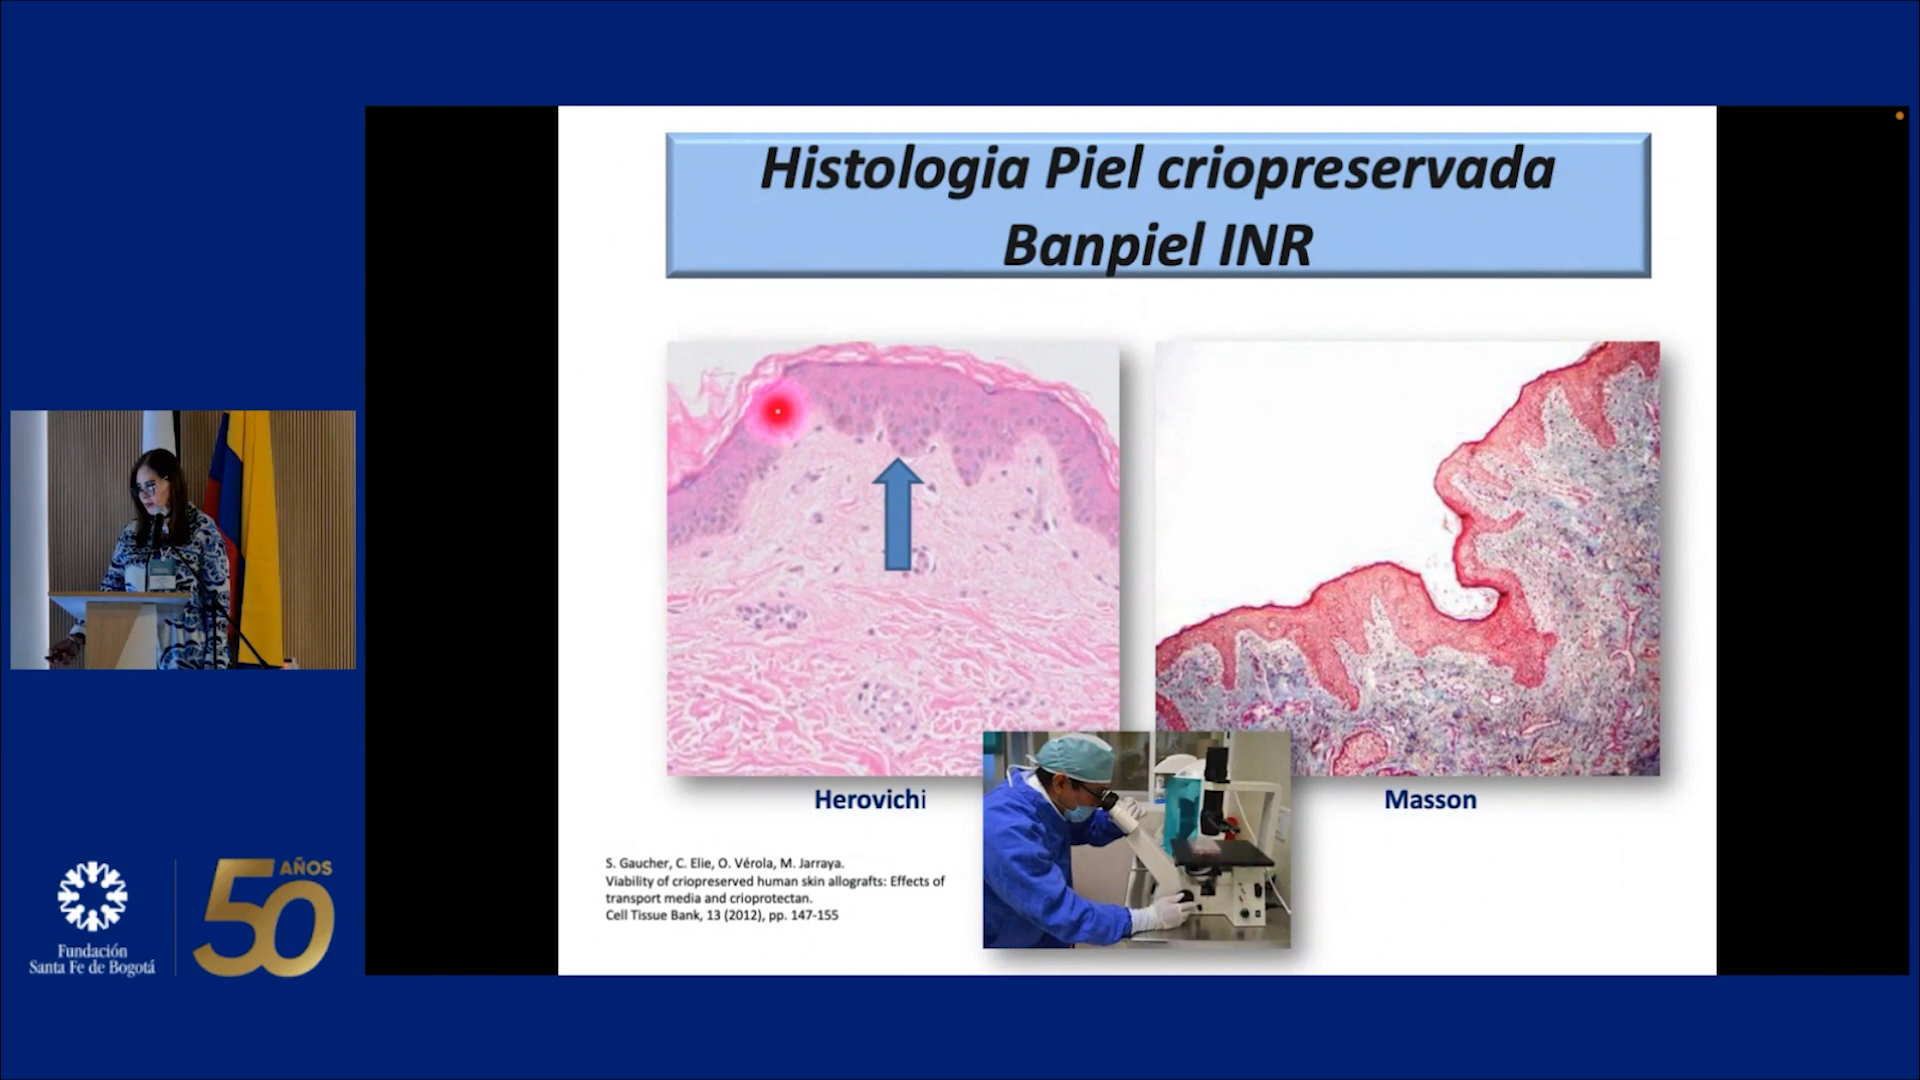 Histologia Piel criopreservada
Banpiel INR
Herovichi
Masson
S. Gaucher, C. Elie, O. Vérola, M. Jarraya.
Viability of criopreserved human skin allografts: Effects of
transport media and crioprotectan.
Cell Tissue Bank, 13 (2012), pp. 147-155
Fundación
Santa Fe de Bogotá
50 AÑOS